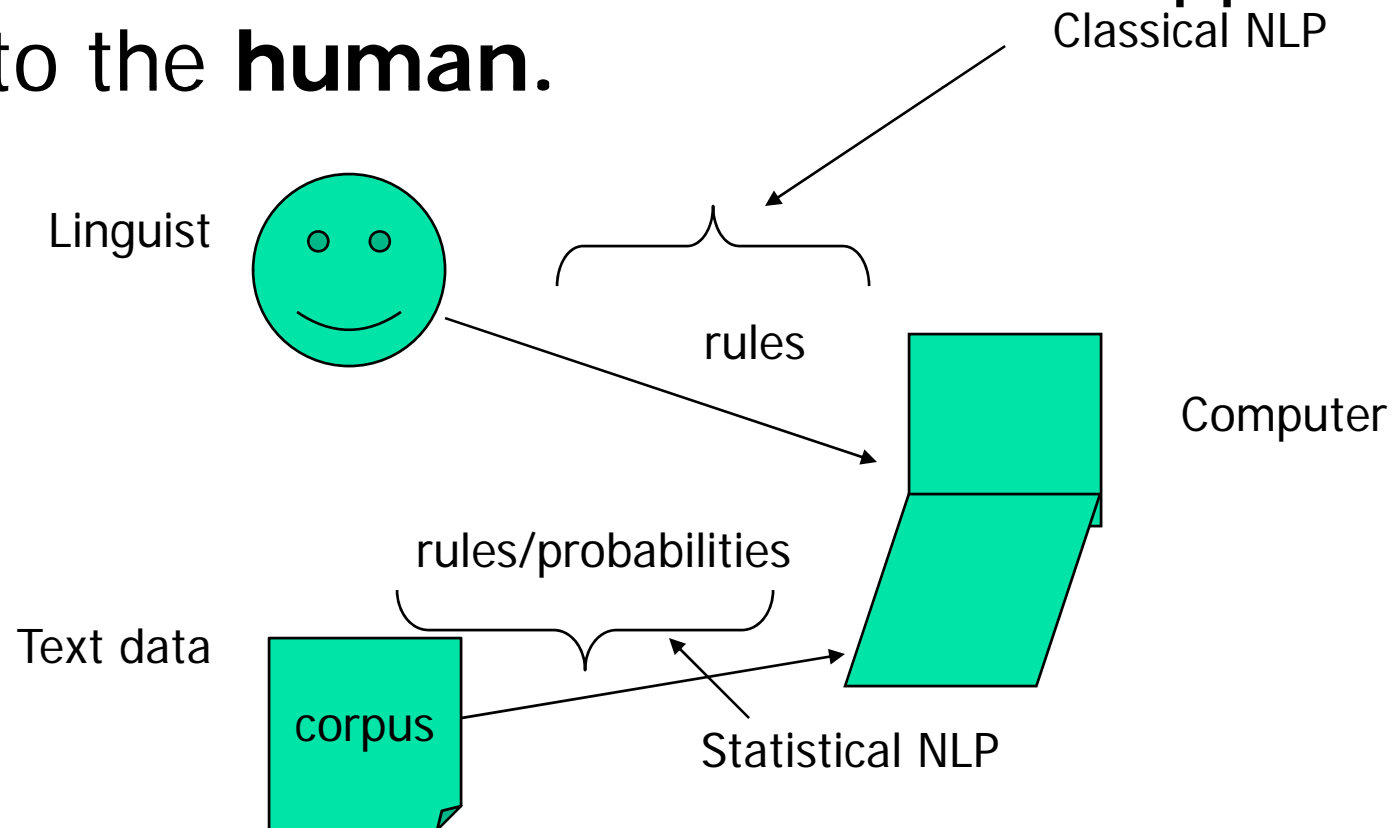 Classical NLP
to the human.
Linguist
rules
Computer
rules/probabilities
Text data
corpus
Statistical NLP